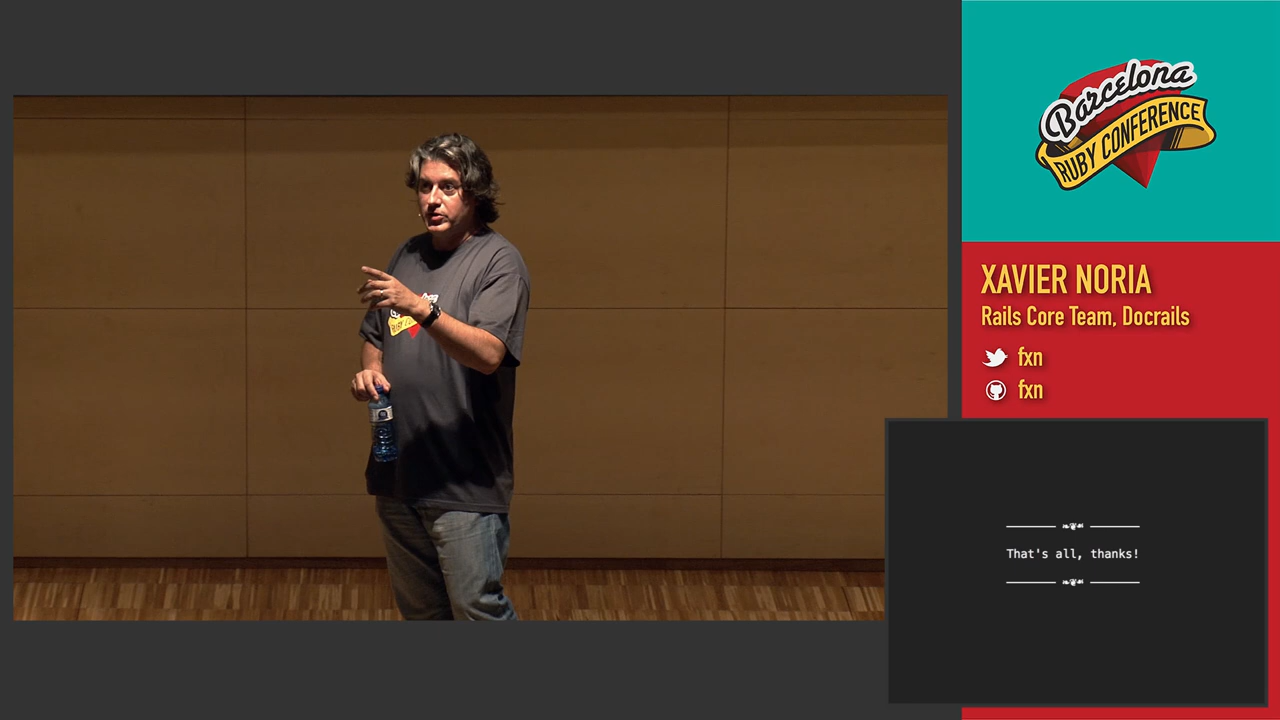 Barcelona
RUBY CONFERENCE
XAVIER NORIA
Rails Core Team, Docrails
fxn
fxn
That's all, thanks!